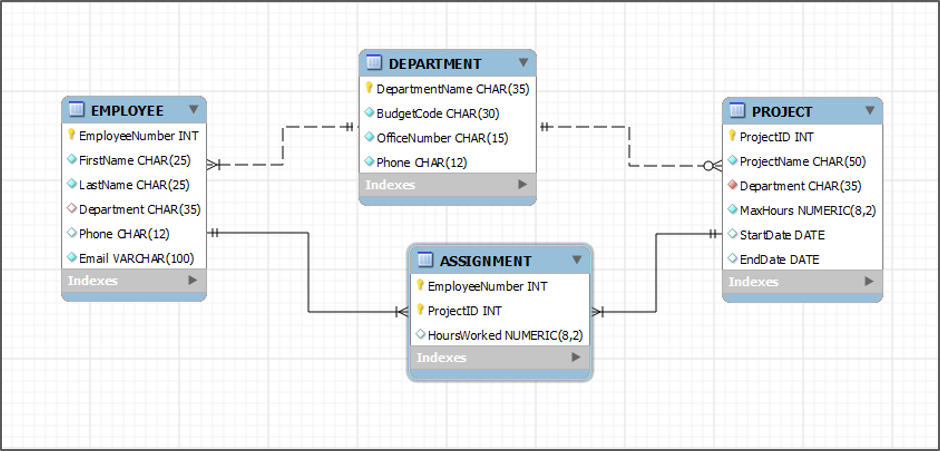 DEPARTMENT
DepartmentName CHAR(35)
BudgetCode CHAR(30)
OfficeNumber CHAR(15)
Phone CHAR(12)
Indexes
EMPLOYEE
EmployeeNumber INT
FirstName CHAR(25)
LastName CHAR(25)
Department CHAR(35)
Phone CHAR(12)
Email VARCHAR(100)
Indexes
PROJECT
ProjectID INT
ProjectName CHAR(50)
Department CHAR(35)
MaxHours NUMERIC(8,2)
StartDate DATE
EndDate DATE
Indexes
ASSIGNMENT
EmployeeNumber INT
ProjectID INT
HoursWorked NUMERIC(8,2)
Indexes